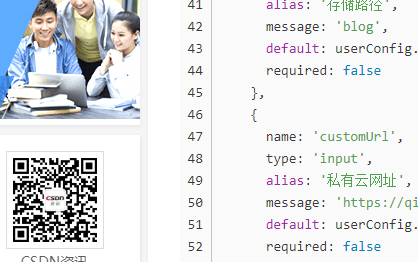 41 alias: '存储路径',
42 message: 'blog',
43 default: userConfig.
44 required: false
45 },
46 {
47 name: 'customUrl',
48 type: 'input',
49 alias: '私有云网址',
50 message: 'https://qi
51 default: userConfig.
52 required: false
CSDN
CSDN资讯